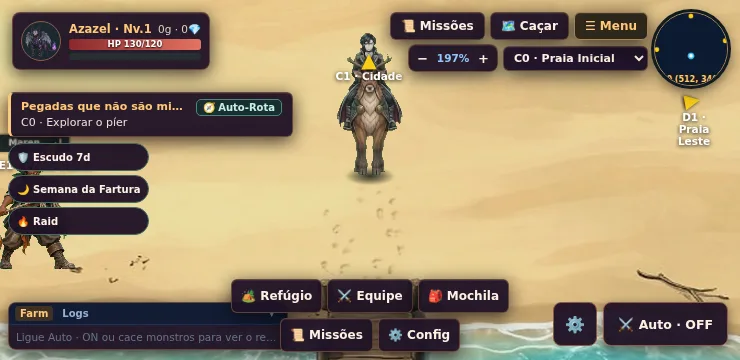 Azazel · Nv.1 0g · 0💎
HP 130/120
📜 Missões
🗺️ Caçar
☰ Menu
− 197% +
C0 · Praia Inicial
C1 · Cidade
D1 ·
Praia
Leste
Pegadas que não são mi...
🧭 Auto-Rota
C0 · Explorar o píer
🛡️ Escudo 7d
🌙 Semana da Fartura
🔥 Raid
🏕️ Refúgio
⚔️ Equipe
🎒 Mochila
Farm Logs
Ligue Auto · ON ou cace monstros para ver o re...
📜 Missões
⚙️ Config
⚙️
⚔️ Auto · OFF